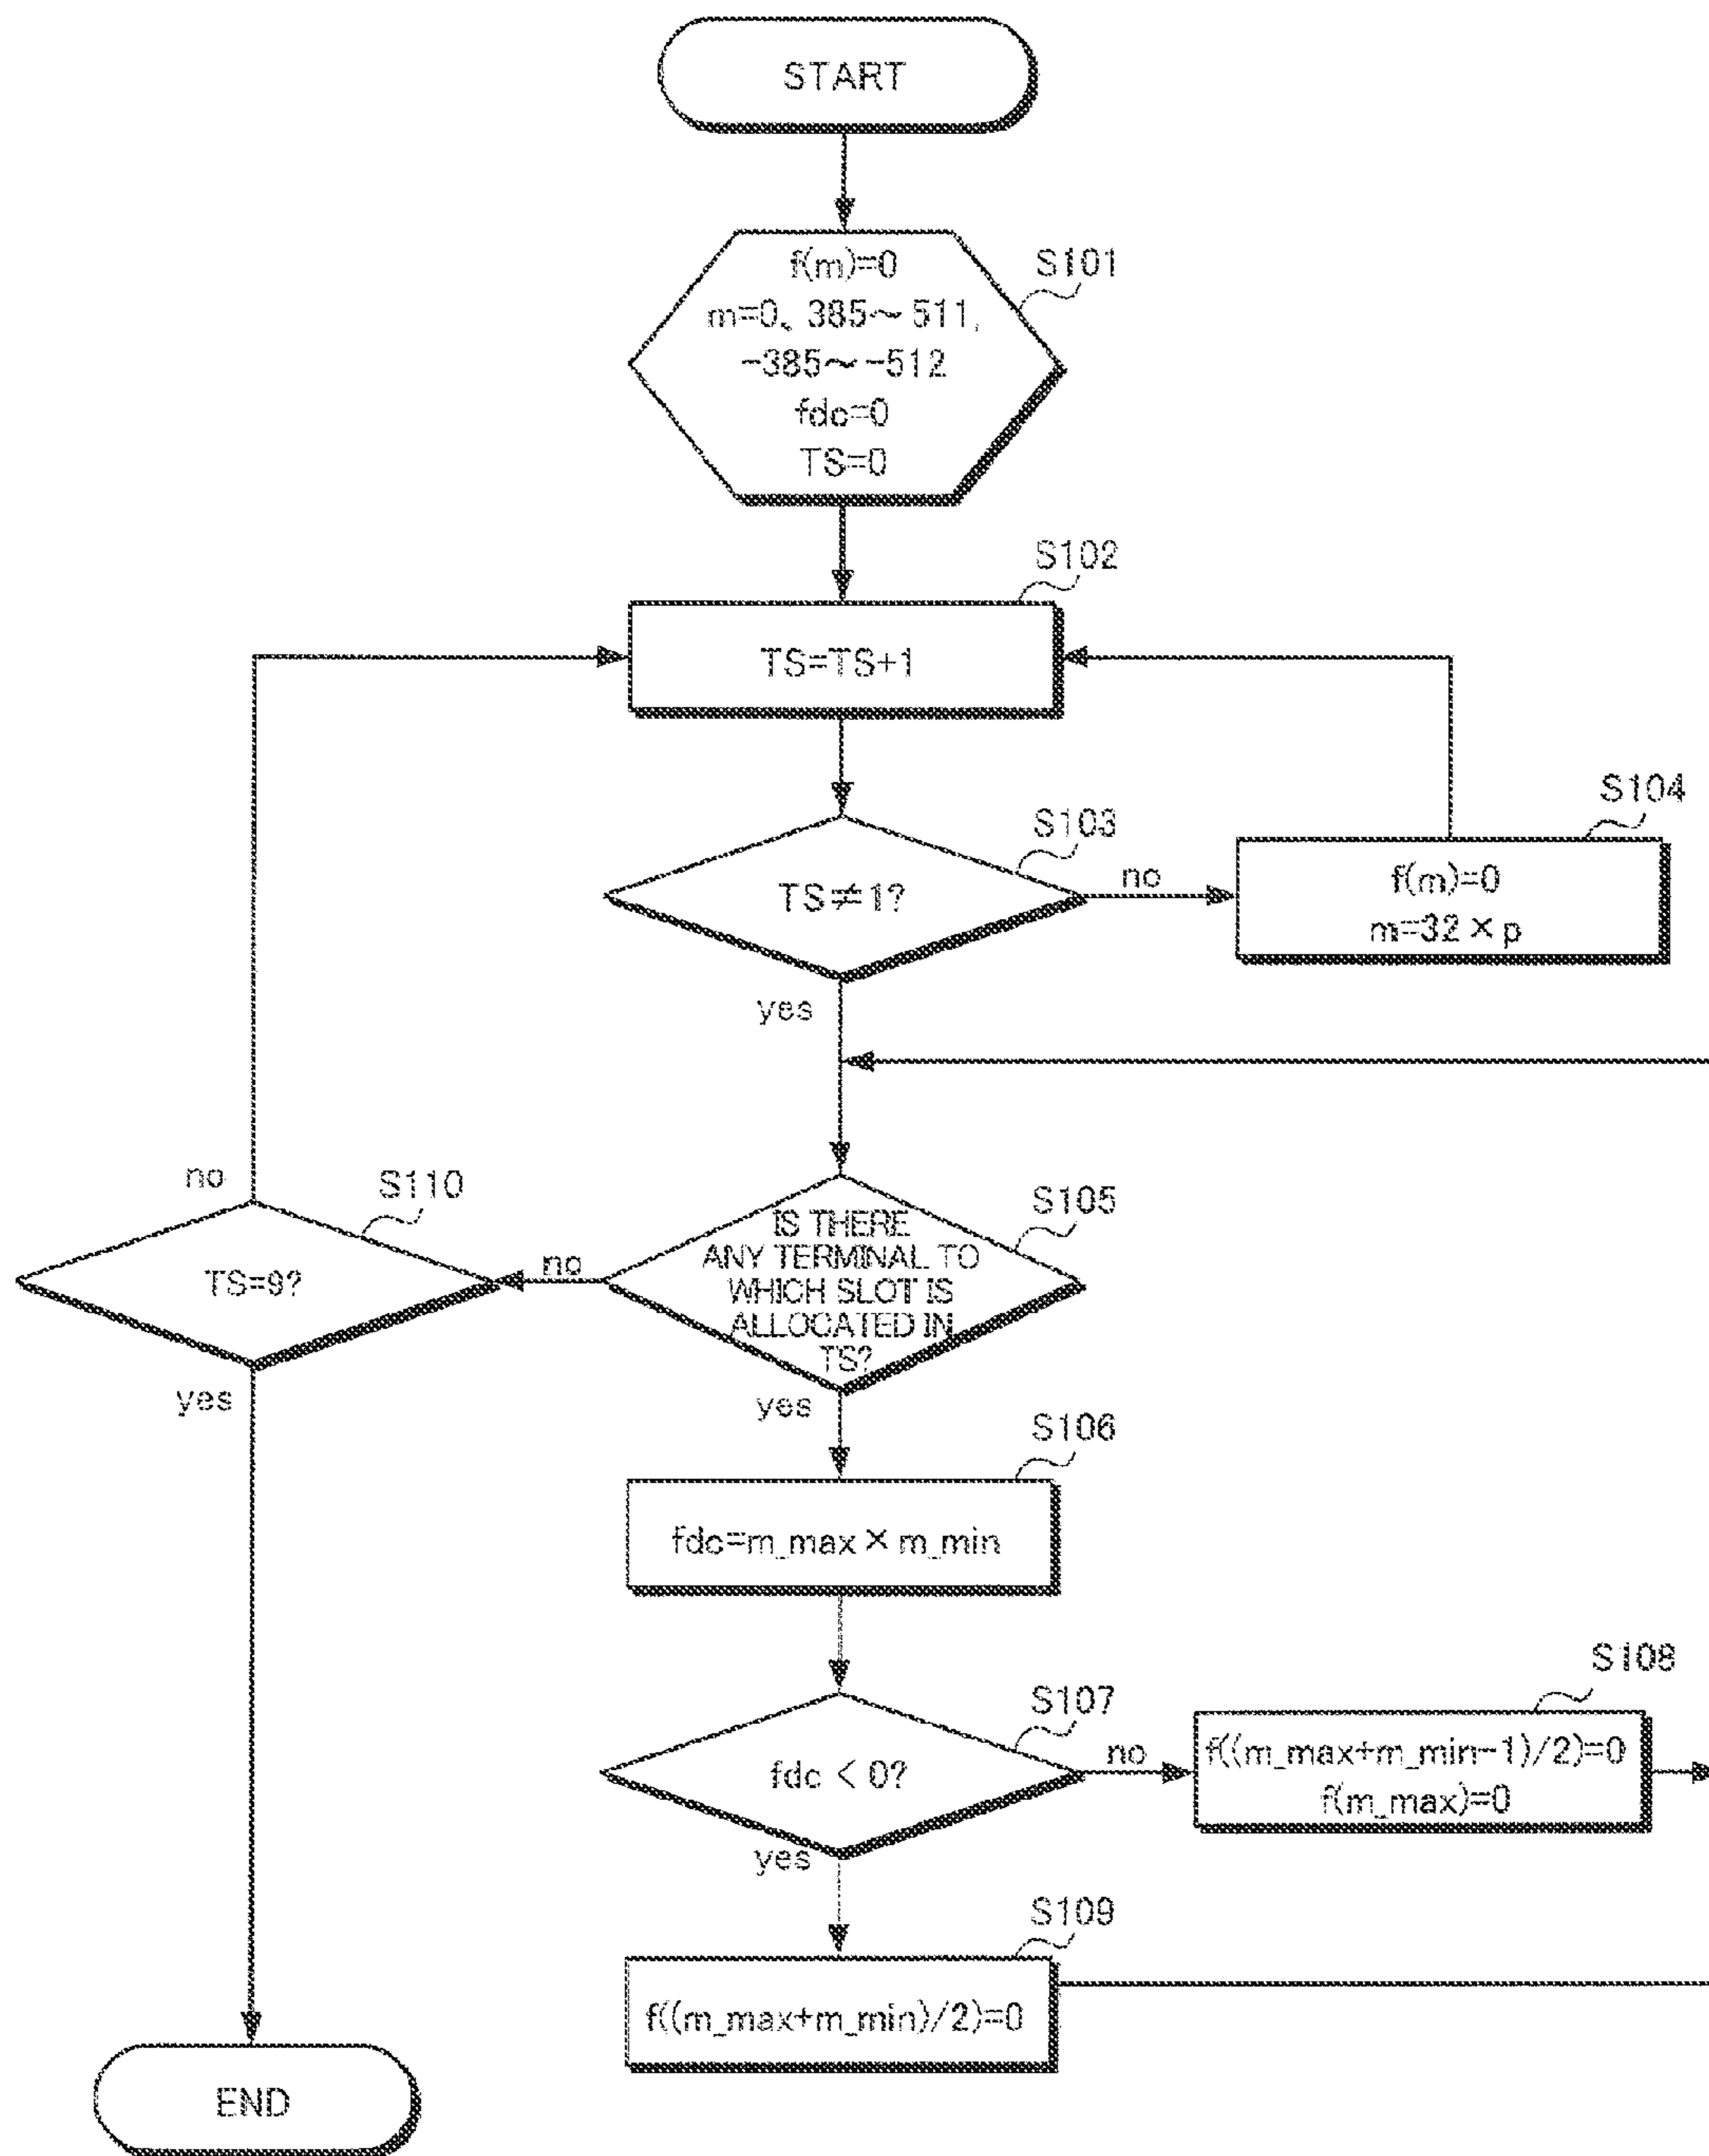 START
S101
f(m)=0
m=0、385～511,
-385～-512
fdc=0
TS=0
S102
TS=TS+1
S103
TS≠1?
no
yes
S104
f(m)=0
m=32×p
S105
IS THERE
ANY TERMINAL TO
WHICH SLOT IS
ALLOCATED IN
TS?
no
yes
S110
TS=9?
no
yes
S106
fdc=m_max×m_min
S107
fdc < 0?
no
yes
S108
f((m_max+m_min-1)/2)=0
f(m_max)=0
S109
f((m_max+m_min)/2)=0
END